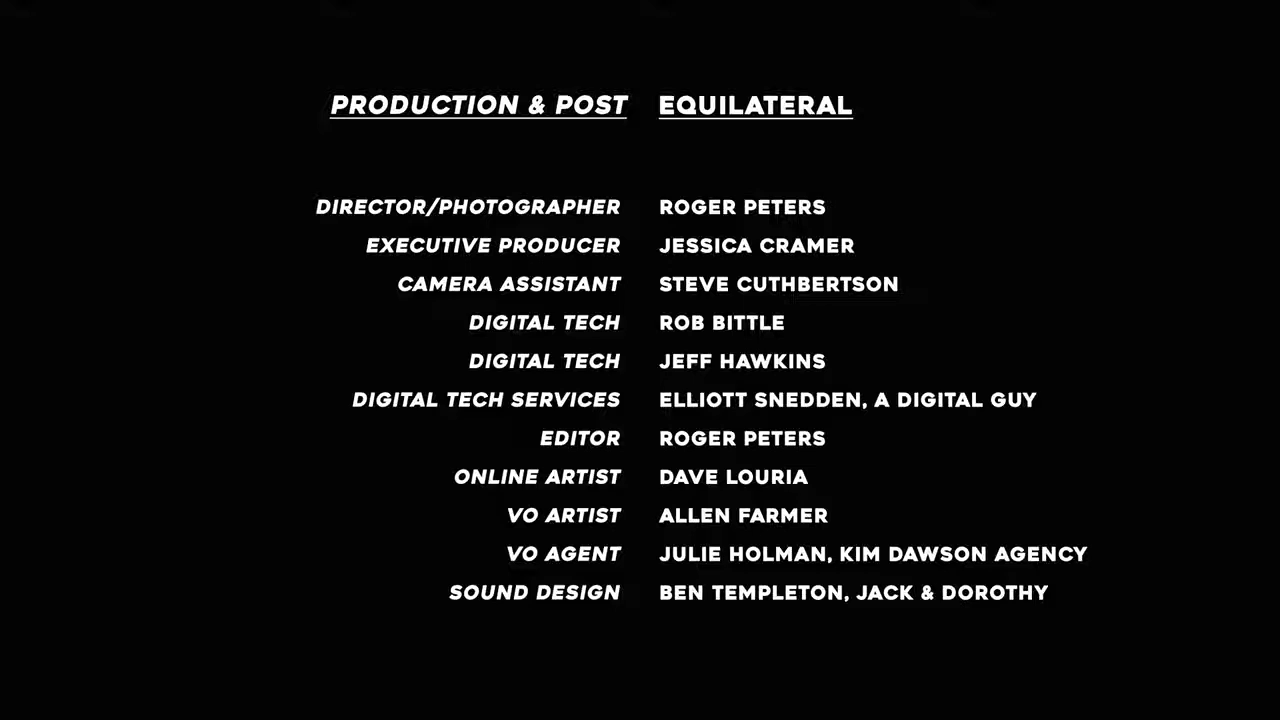 PRODUCTION & POST EQUILATERAL
DIRECTOR/PHOTOGRAPHER ROGER PETERS
EXECUTIVE PRODUCER JESSICA CRAMER
CAMERA ASSISTANT STEVE CUTHBERTSON
DIGITAL TECH ROB BITTLE
DIGITAL TECH JEFF HAWKINS
DIGITAL TECH SERVICES ELLIOTT SNEDDEN, A DIGITAL GUY
EDITOR ROGER PETERS
ONLINE ARTIST DAVE LOURIA
VO ARTIST ALLEN FARMER
VO AGENT JULIE HOLMAN, KIM DAWSON AGENCY
SOUND DESIGN BEN TEMPLETON, JACK & DOROTHY